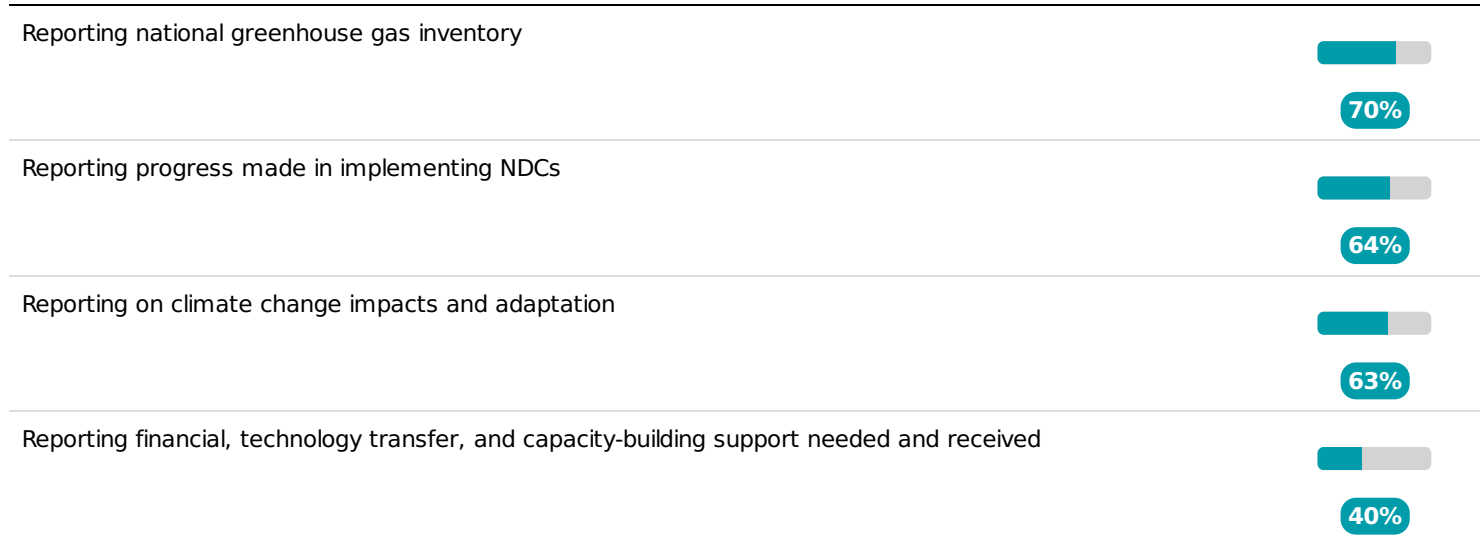 Reporting national greenhouse gas inventory
70%
Reporting progress made in implementing NDCs
64%
Reporting on climate change impacts and adaptation
63%
Reporting financial, technology transfer, and capacity-building support needed and received
40%